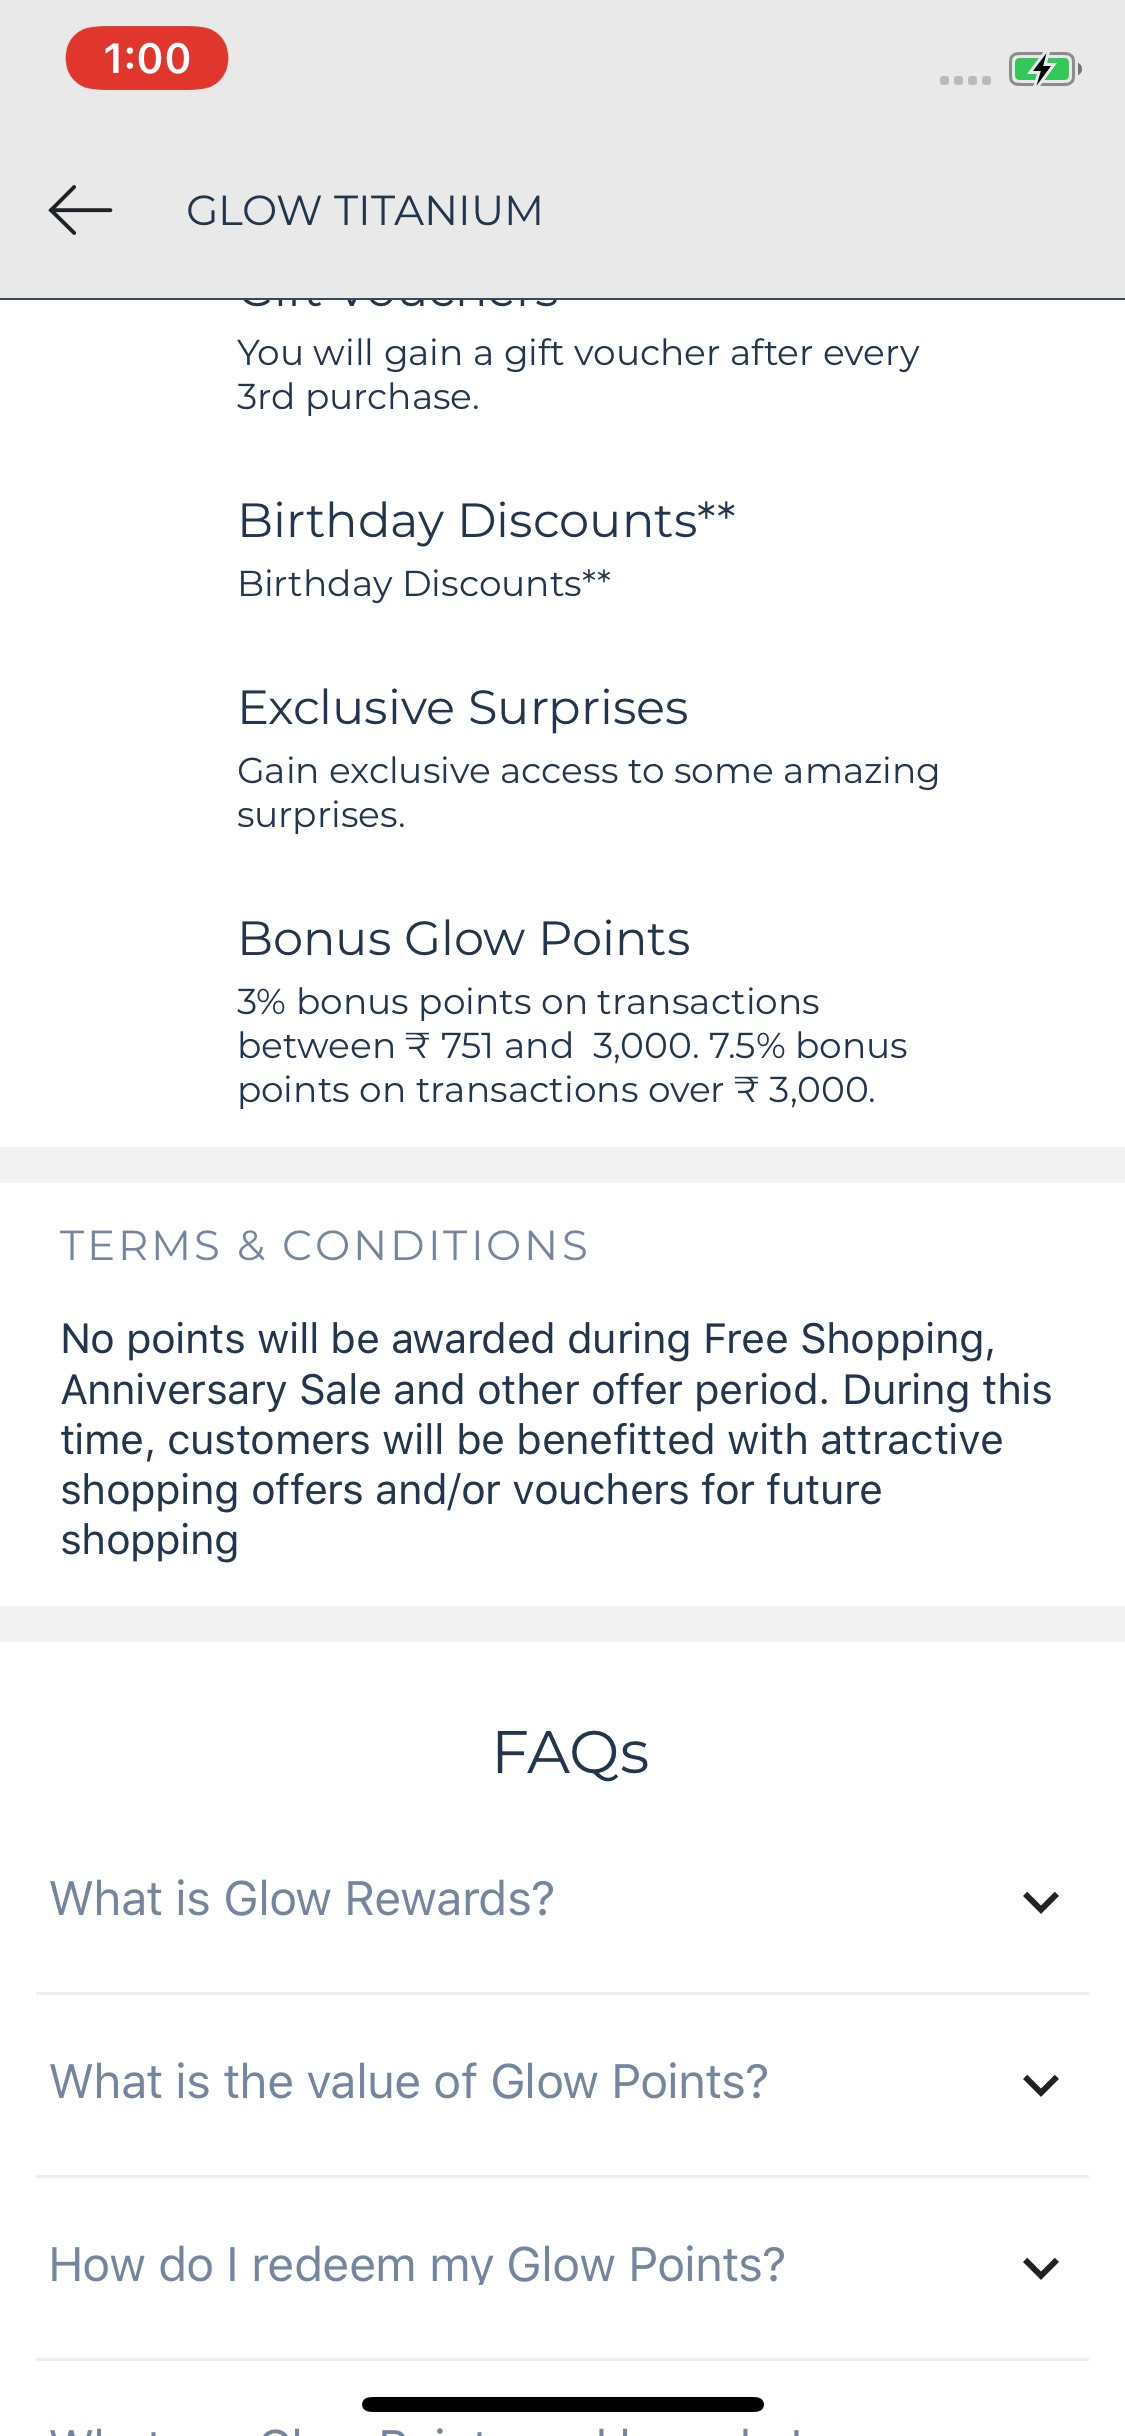 1:00
GLOW TITANIUM
Gift Vouchers
You will gain a gift voucher after every
3rd purchase.
Birthday Discounts**
Birthday Discounts**
Exclusive Surprises
Gain exclusive access to some amazing
surprises.
Bonus Glow Points
3% bonus points on transactions
between ₹ 751 and  3,000. 7.5% bonus
points on transactions over ₹ 3,000.
TERMS & CONDITIONS
No points will be awarded during Free Shopping,
Anniversary Sale and other offer period. During this
time, customers will be benefitted with attractive
shopping offers and/or vouchers for future
shopping
FAQs
What is Glow Rewards?
What is the value of Glow Points?
How do I redeem my Glow Points?